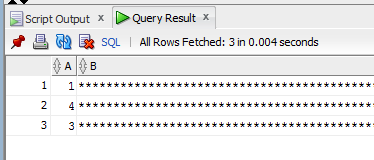 Script Output × Query Result ×
SQL | All Rows Fetched: 3 in 0.004 seconds
A B
1 1 ******************************************
2 4 ******************************************
3 3 ******************************************